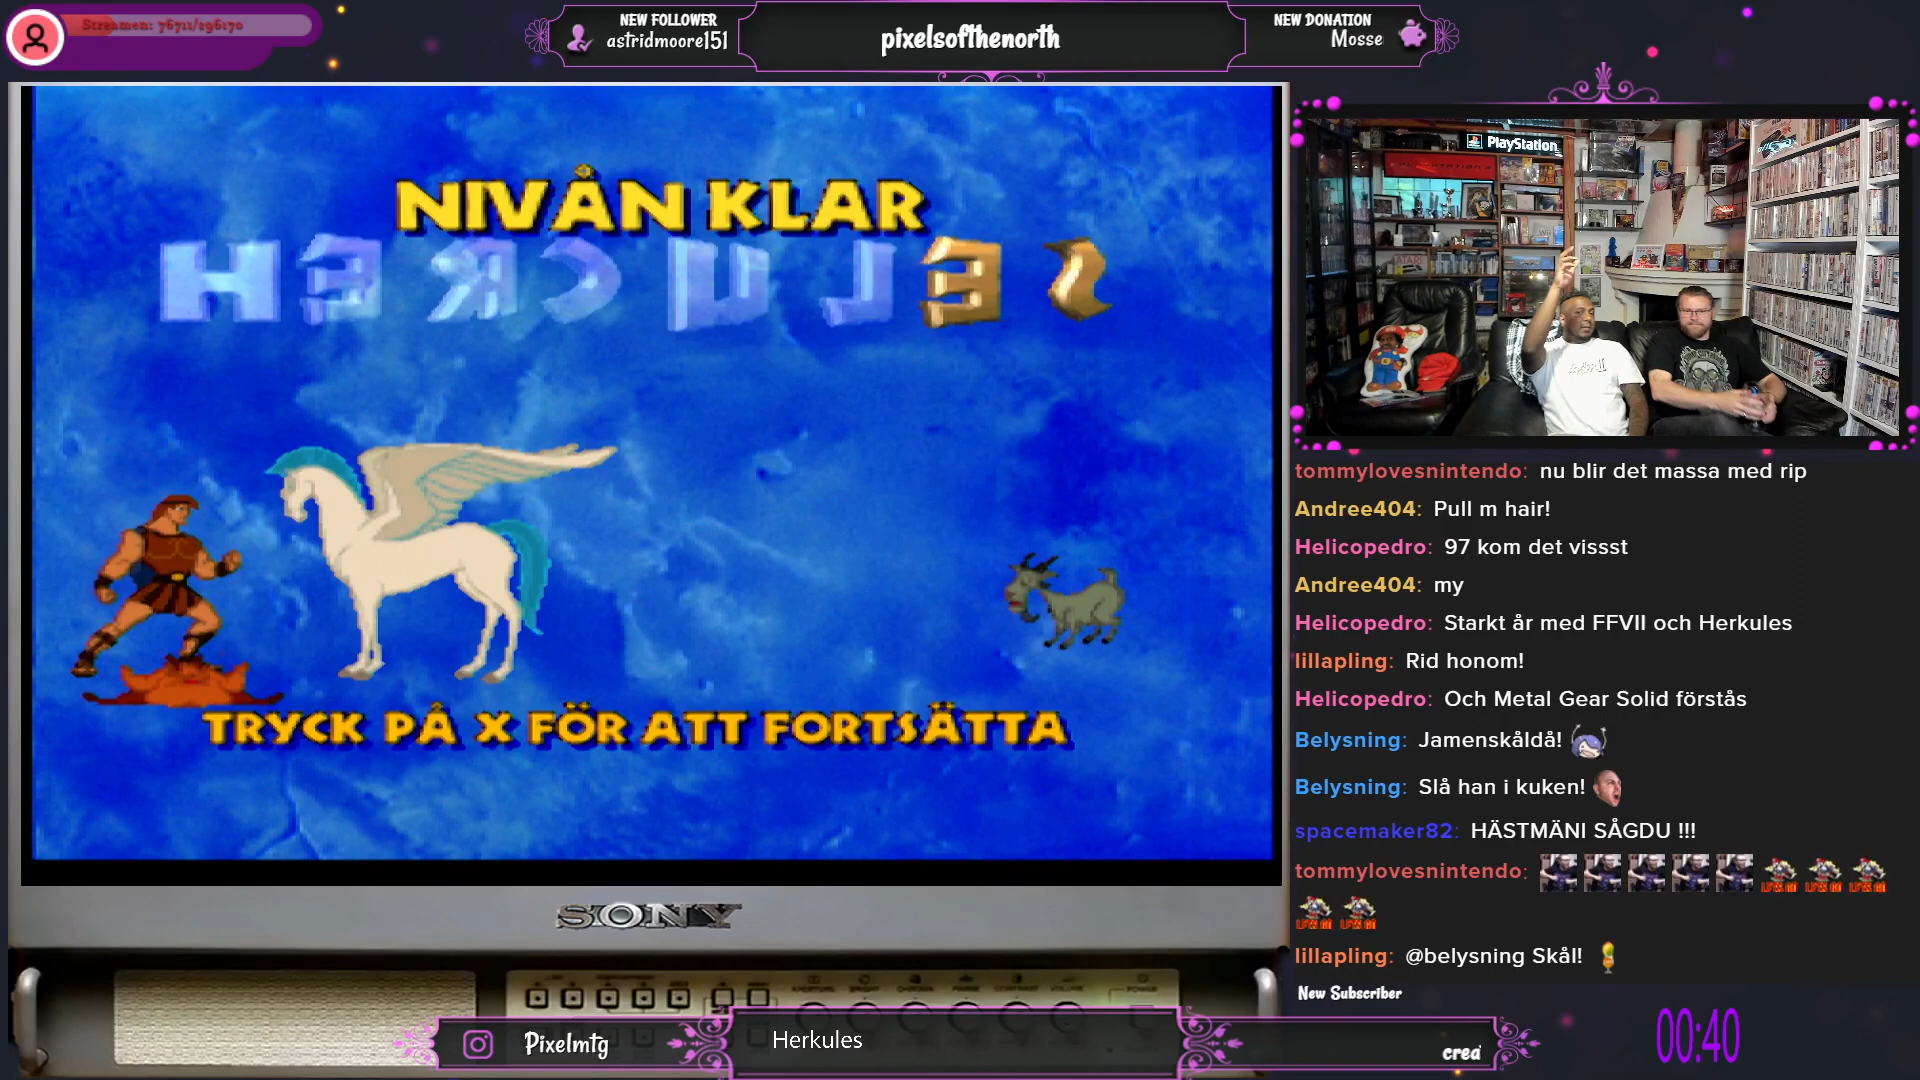 Streamen: 76711/296170
NEW FOLLOWER
astridmoore151
pixelsofthenorth
NEW DONATION
Mosse
NIVÅN KLAR
HERCULES
TRYCK PÅ X FÖR ATT FORTSÄTTA
SONY
PlayStation
tommylovesnintendo: nu blir det massa med rip
Andree404: Pull m hair!
Helicopedro: 97 kom det vissst
Andree404: my
Helicopedro: Starkt år med FFVII och Herkules
lillapling: Rid honom!
Helicopedro: Och Metal Gear Solid förstås
Belysning: Jamenskåldå!
Belysning: Slå han i kuken!
spacemaker82: HÄSTMÄNI SÅGDU !!!
tommylovesnintendo:
lillapling: @belysning Skål!
New Subscriber
crea
00:40
Pixelmtg
Herkules